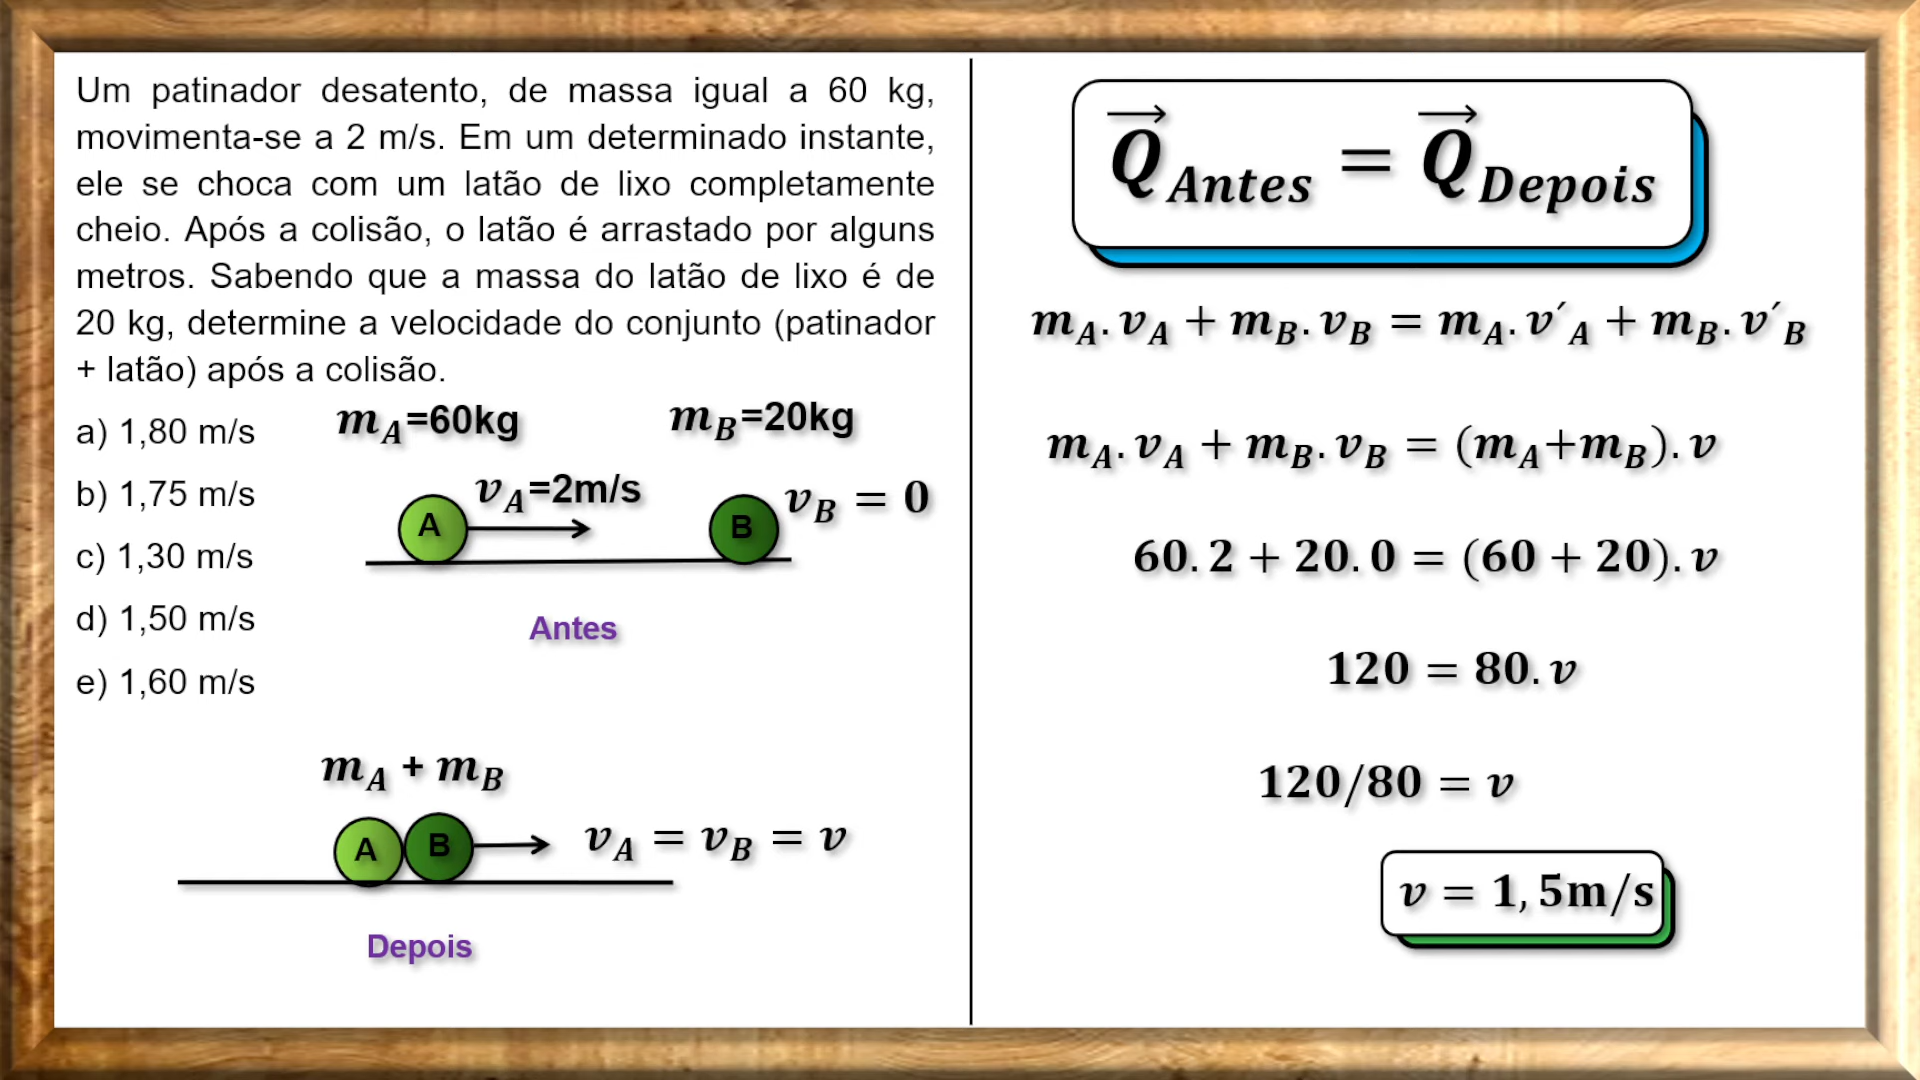 Um patinador desatento, de massa igual a 60 kg,
movimenta-se a 2 m/s. Em um determinado instante,
ele se choca com um latão de lixo completamente
cheio. Após a colisão, o latão é arrastado por alguns
metros. Sabendo que a massa do latão de lixo é de
20 kg, determine a velocidade do conjunto (patinador
+ latão) após a colisão.
a) 1,80 m/s
b) 1,75 m/s
c) 1,30 m/s
d) 1,50 m/s
e) 1,60 m/s
m_A=60kg
m_B=20kg
v_A=2m/s
v_B = 0
A
B
Antes
m_A + m_B
A
B
v_A = v_B = v
Depois
\vec{Q}_{Antes} = \vec{Q}_{Depois}
m_A.v_A + m_B.v_B = m_A.v´_A + m_B.v´_B
m_A.v_A + m_B.v_B = (m_A+m_B).v
60.2 + 20.0 = (60 + 20).v
120 = 80.v
120/80 = v
v = 1,5m/s